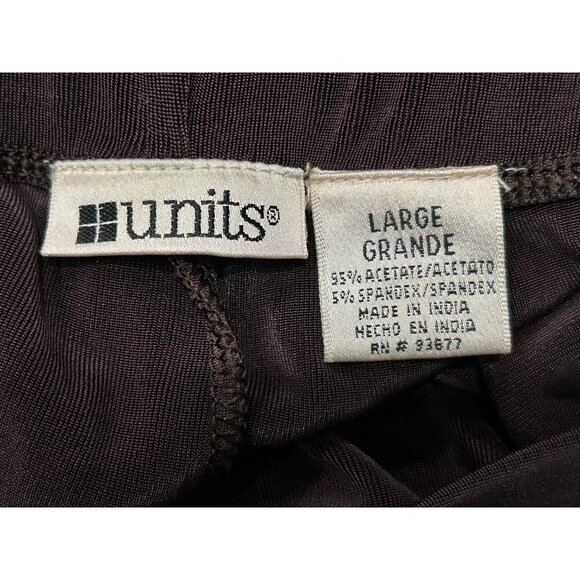 units®
LARGE
GRANDE
95% ACETATE/ACETATO
5% SPANDEX/SPANDEX
MADE IN INDIA
HECHO EN INDIA
RN # 93677